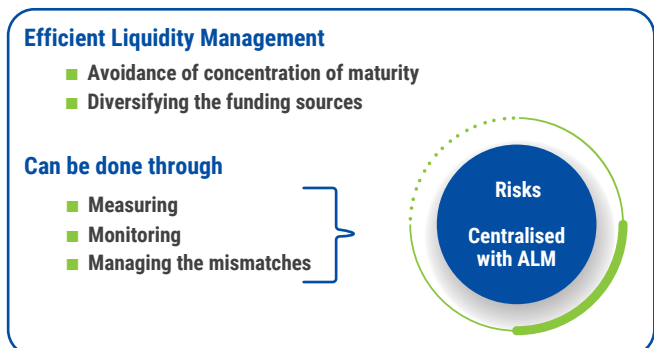 Efficient Liquidity Management
Avoidance of concentration of maturity
Diversifying the funding sources
Can be done through
Measuring
Monitoring
Managing the mismatches
Risks
Centralised
with ALM